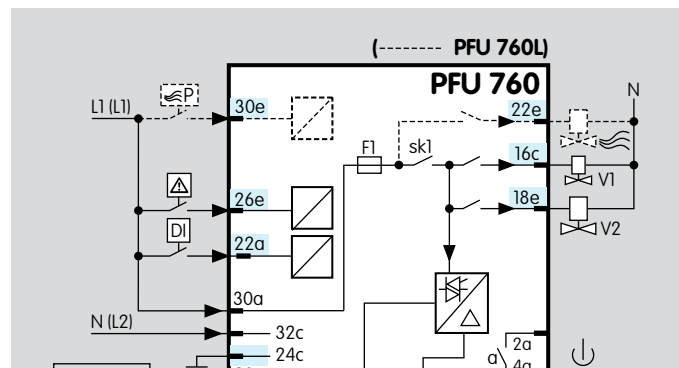 (-------- PFU 760L)
PFU 760
N
L1 (L1)
P
30e
22e
F1
sk1
16c
V1
26e
18e
V2
DI
22a
30a
N (L2)
32c
24c
2a
a
4a